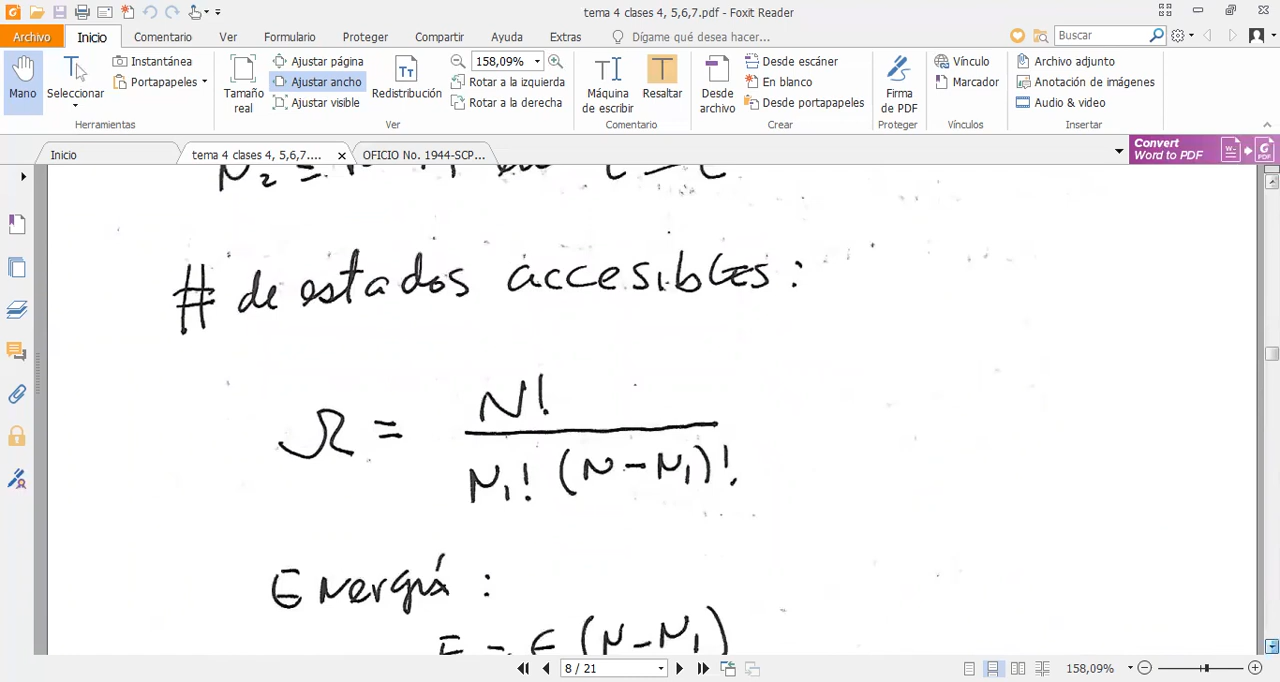 tema 4 clases 4, 5,6,7.pdf - Foxit Reader
Archivo Inicio Comentario Ver Formulario Proteger Compartir Ayuda Extras Dígame qué desea hacer... Buscar
Mano
Seleccionar
Instantánea
Portapapeles
Herramientas
Tamaño real
Ajustar página
Ajustar ancho
Ajustar visible
Redistribución
158,09%
Rotar a la izquierda
Rotar a la derecha
Ver
Máquina de escribir
Resaltar
Comentario
Desde archivo
Desde escáner
En blanco
Desde portapapeles
Crear
Firma de PDF
Proteger
Vínculo
Marcador
Vínculos
Archivo adjunto
Anotación de imágenes
Audio & video
Insertar
Inicio
tema 4 clases 4, 5,6,7....
OFICIO No. 1944-SCP...
Convert
Word to PDF
N2 =
# de estados accesibles:
Ω = N! / N1! (N-N1)!
Energía:
E = ε (N-N1)
8 / 21
158,09%